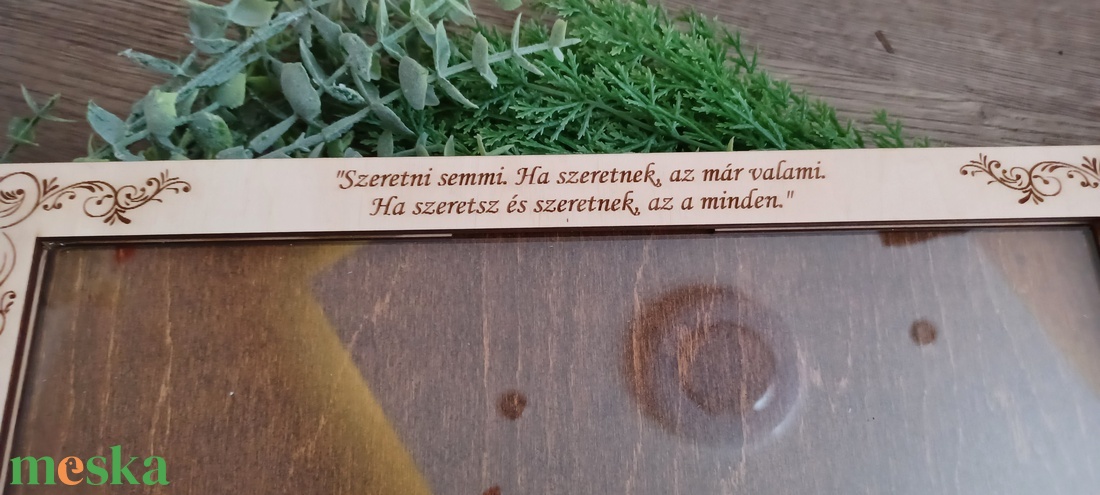 "Szeretni semmi. Ha szeretnek, az már valami.
Ha szeretsz és szeretnek, az a minden."
meska